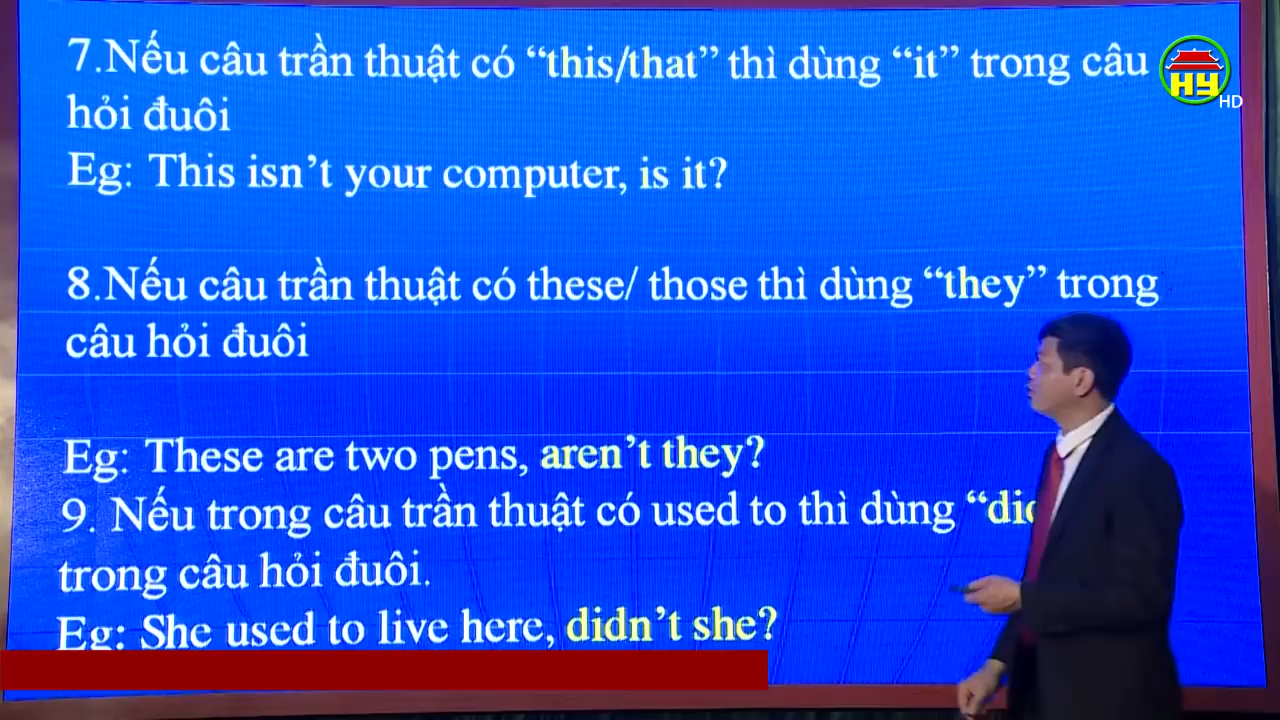 7.Nếu câu trần thuật có “this/that” thì dùng “it” trong câu
hỏi đuôi
Eg: This isn’t your computer, is it?
8.Nếu câu trần thuật có these/ those thì dùng “they” trong
câu hỏi đuôi
Eg: These are two pens, aren’t they?
9. Nếu trong câu trần thuật có used to thì dùng
trong câu hỏi đuôi.
Eg: She used to live here, didn’t she?
HY
HD